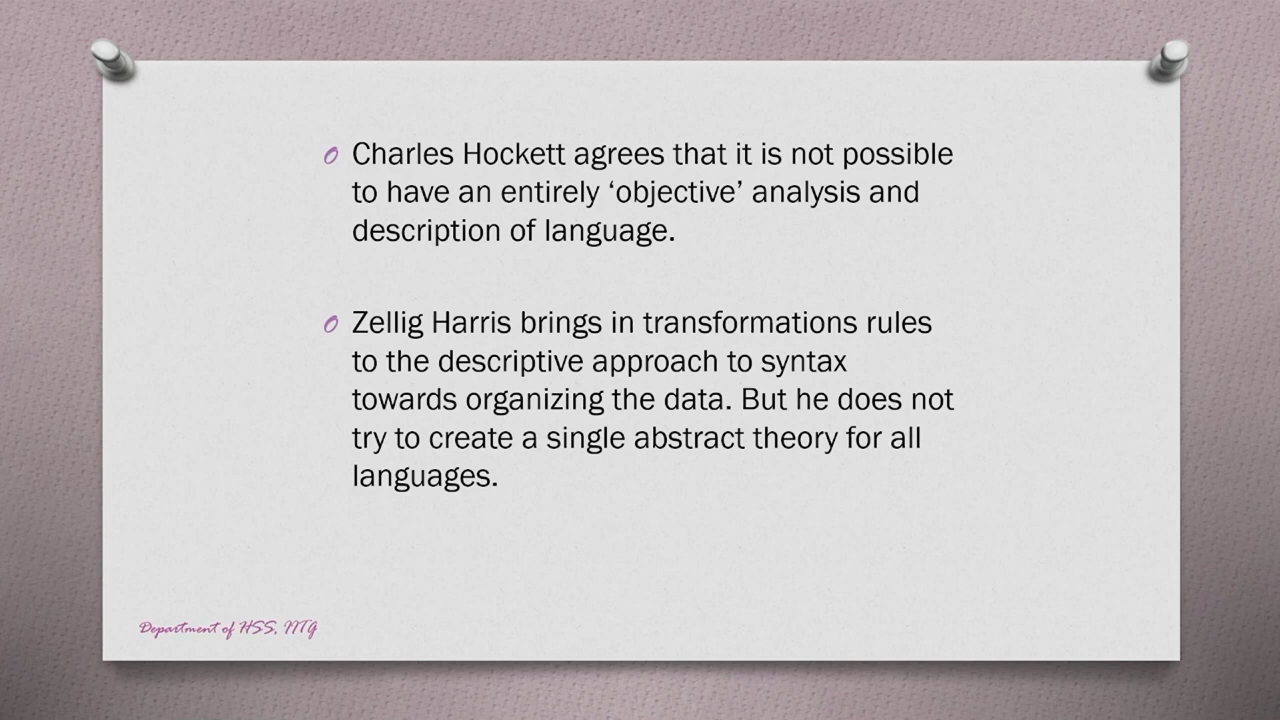 Charles Hockett agrees that it is not possible
to have an entirely ‘objective’ analysis and
description of language.
Zellig Harris brings in transformations rules
to the descriptive approach to syntax
towards organizing the data. But he does not
try to create a single abstract theory for all
languages.
Department of HSS, IITG